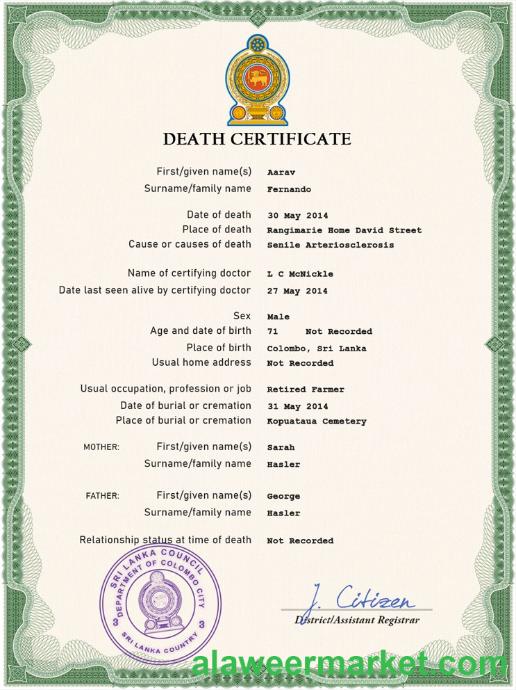 DEATH CERTIFICATE
First/given name(s) Aarav
Surname/family name Fernando
Date of death 30 May 2014
Place of death Rangimarie Home David Street
Cause or causes of death Senile Arteriosclerosis
Name of certifying doctor L C McNickle
Date last seen alive by certifying doctor 27 May 2014
Sex Male
Age and date of birth 71 Not Recorded
Place of birth Colombo, Sri Lanka
Usual home address Not Recorded
Usual occupation, profession or job Retired Farmer
Date of burial or cremation 31 May 2014
Place of burial or cremation Kopuataua Cemetery
MOTHER: First/given name(s) Sarah
Surname/family name Hasler
FATHER: First/given name(s) George
Surname/family name Hasler
Relationship status at time of death Not Recorded
SRI LANKA COUNCIL
DEPARTMENT OF COLOMBO CITY
3 3
SRI LANKA COUNTRY
J. Citizen
District/Assistant Registrar
alaweermarket.com